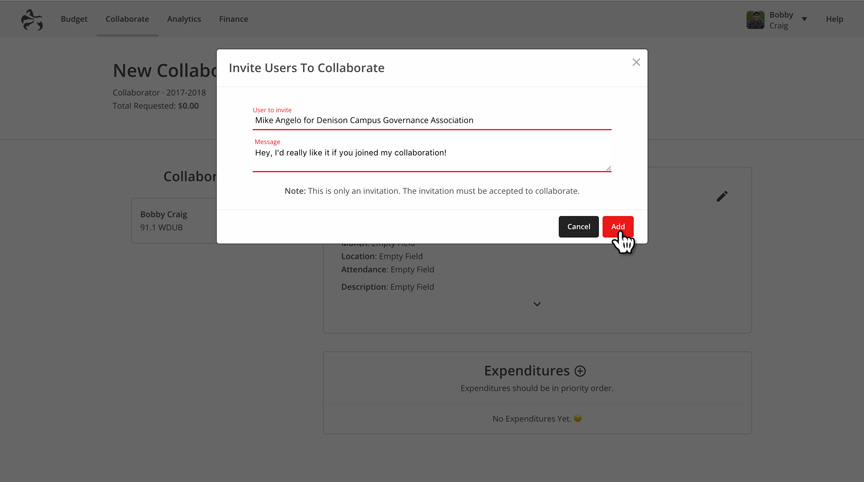 Budget
Collaborate
Analytics
Finance
Bobby
Craig
Help
New Collabo
Collaborator · 2017-2018
Total Requested: $0.00
Invite Users To Collaborate
User to invite
Mike Angelo for Denison Campus Governance Association
Message
Hey, I'd really like it if you joined my collaboration!
Note: This is only an invitation. The invitation must be accepted to collaborate.
Cancel
Add
Collabor
Bobby Craig
91.1 WDUB
Empty Field
Location: Empty Field
Attendance: Empty Field
Description: Empty Field
Expenditures
Expenditures should be in priority order.
No Expenditures Yet. 😞